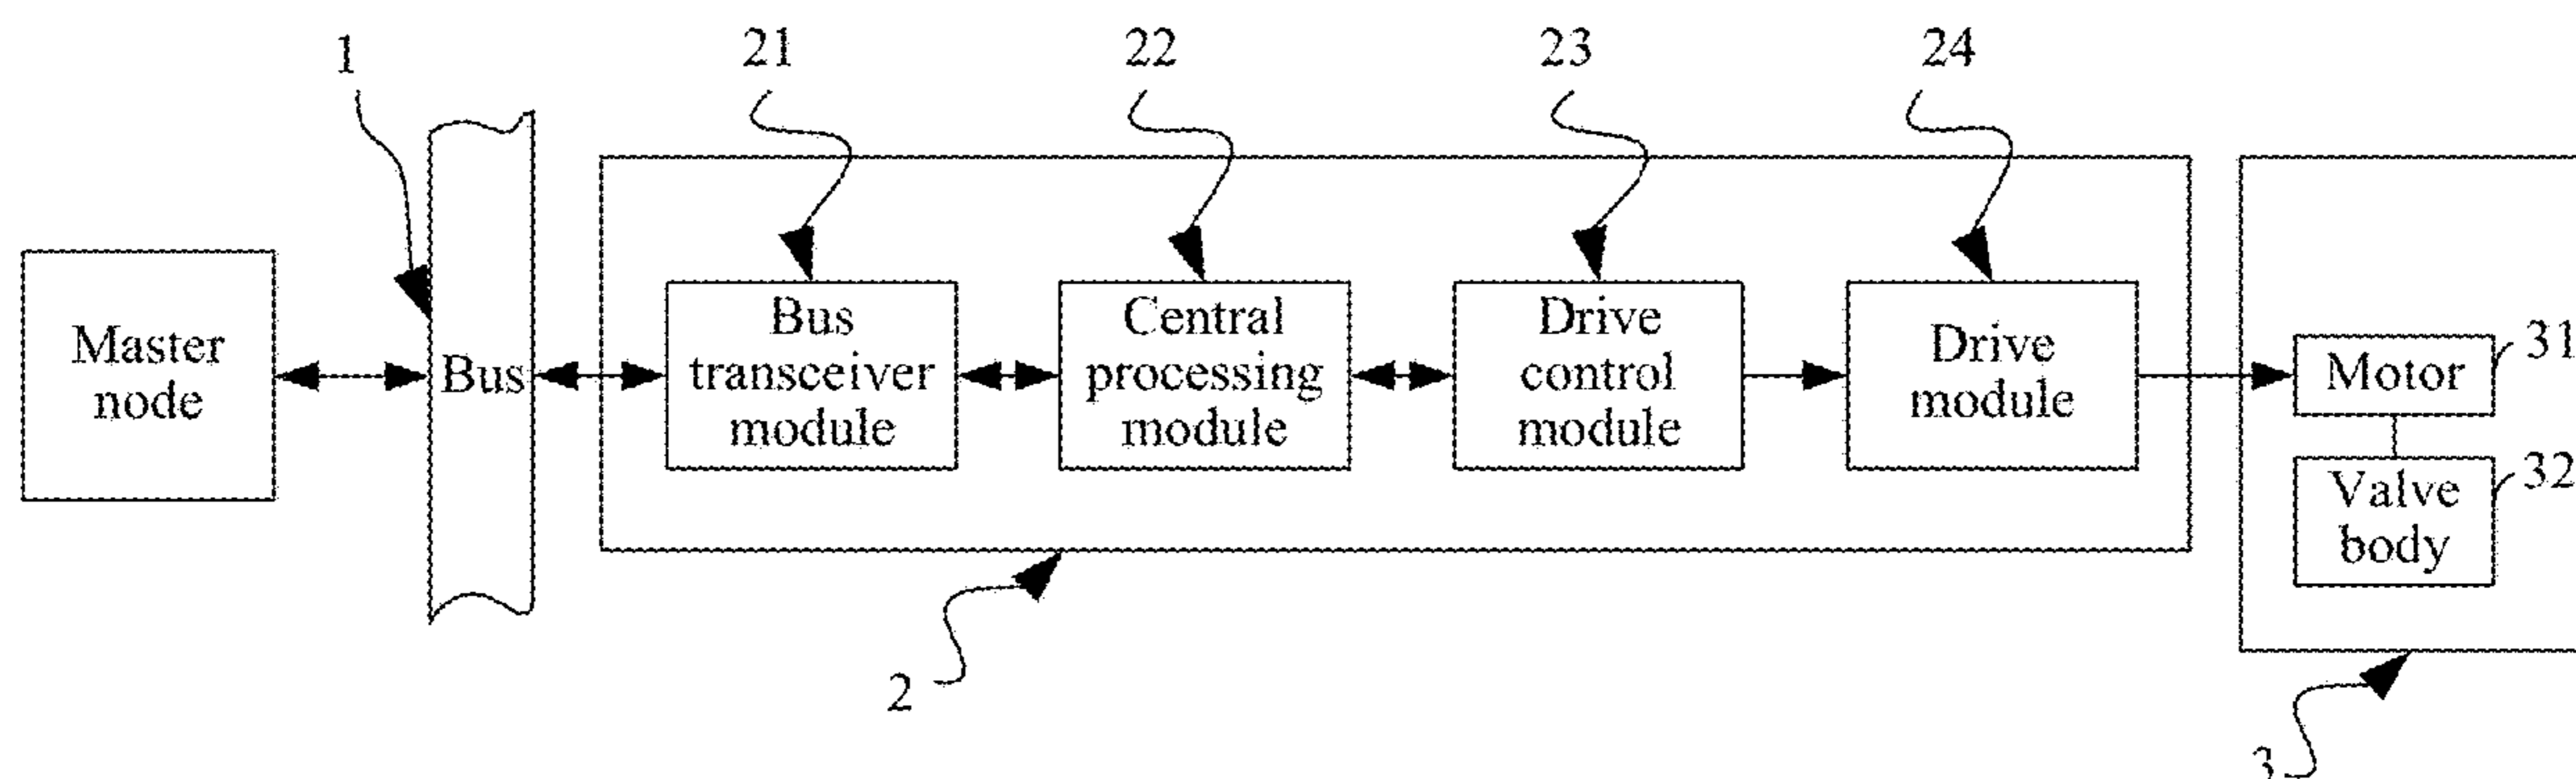 1
21
22
23
24
Master
node
Bus
Bus
transceiver
module
Central
processing
module
Drive
control
module
Drive
module
Motor
31
Valve
body
32
2
3